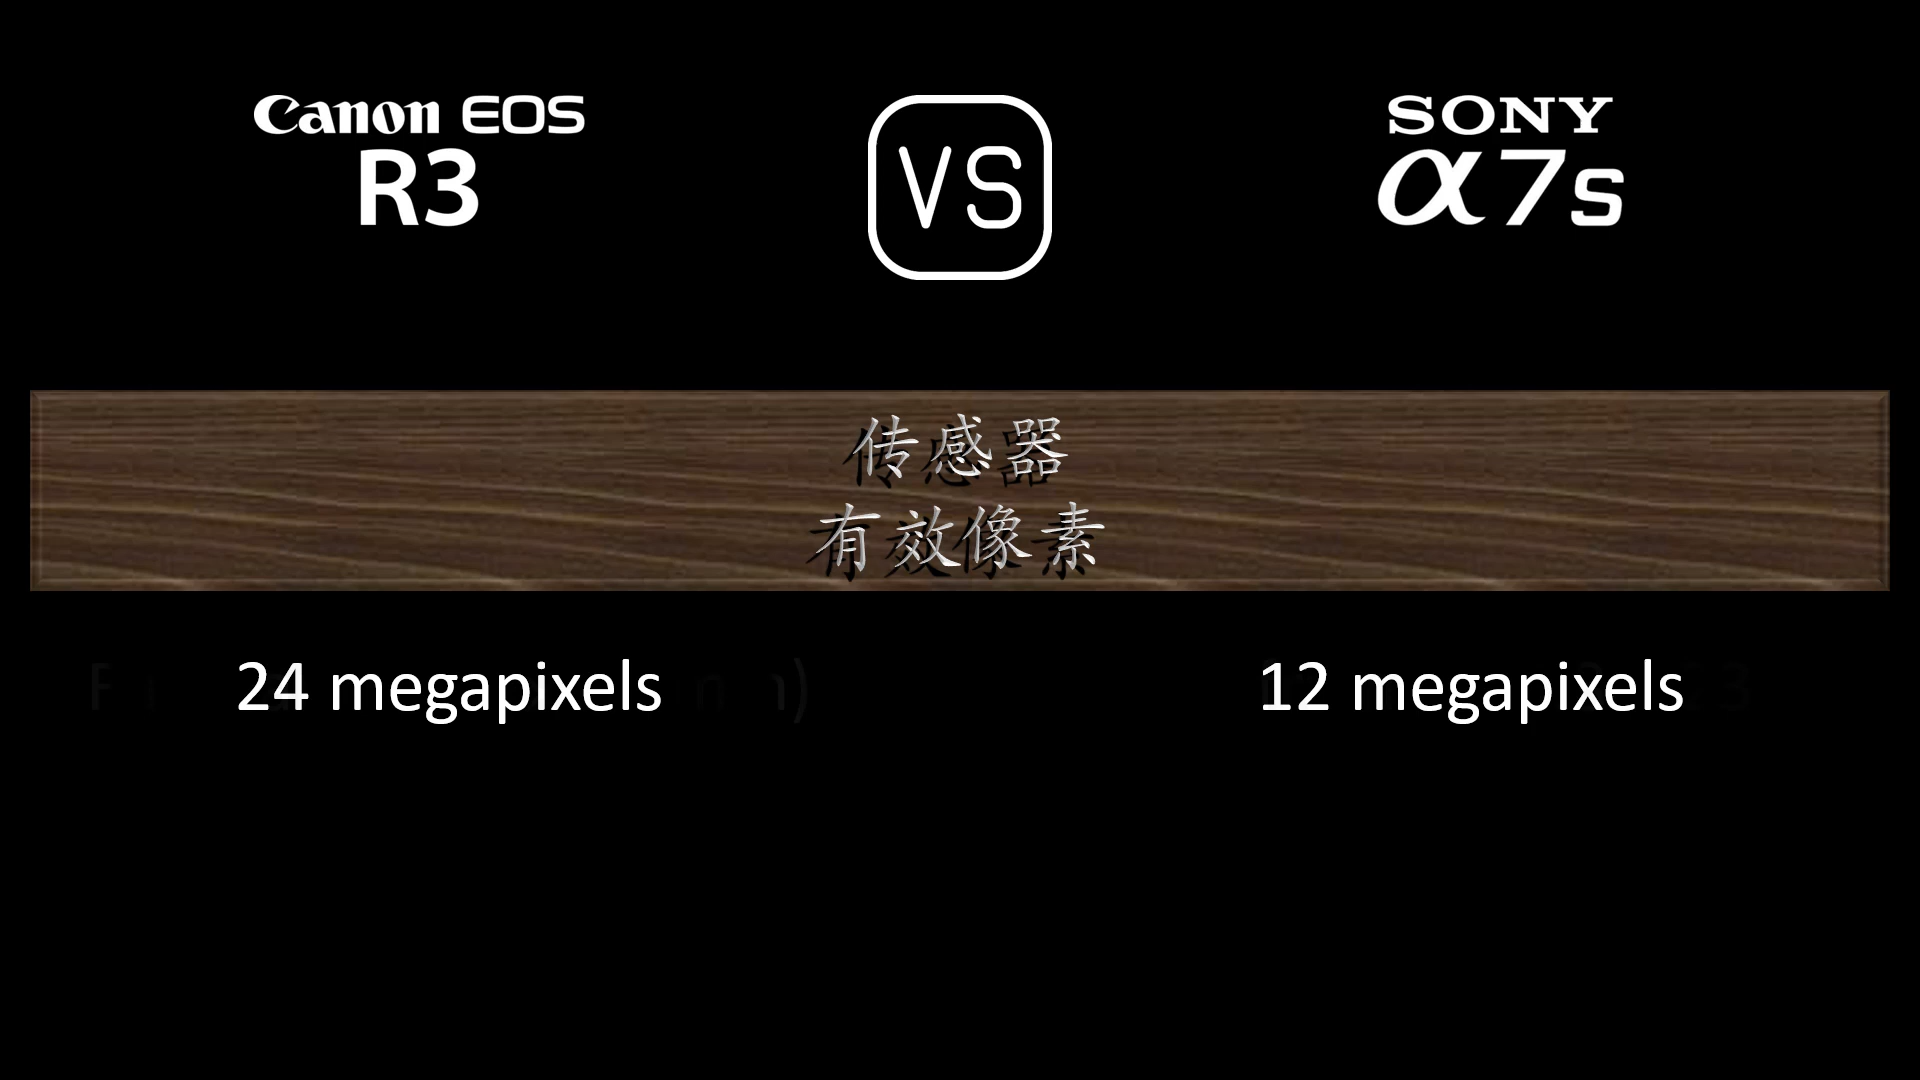 Canon EOS
R3
VS
SONY
α7s
传感器
有效像素
24 megapixels
12 megapixels